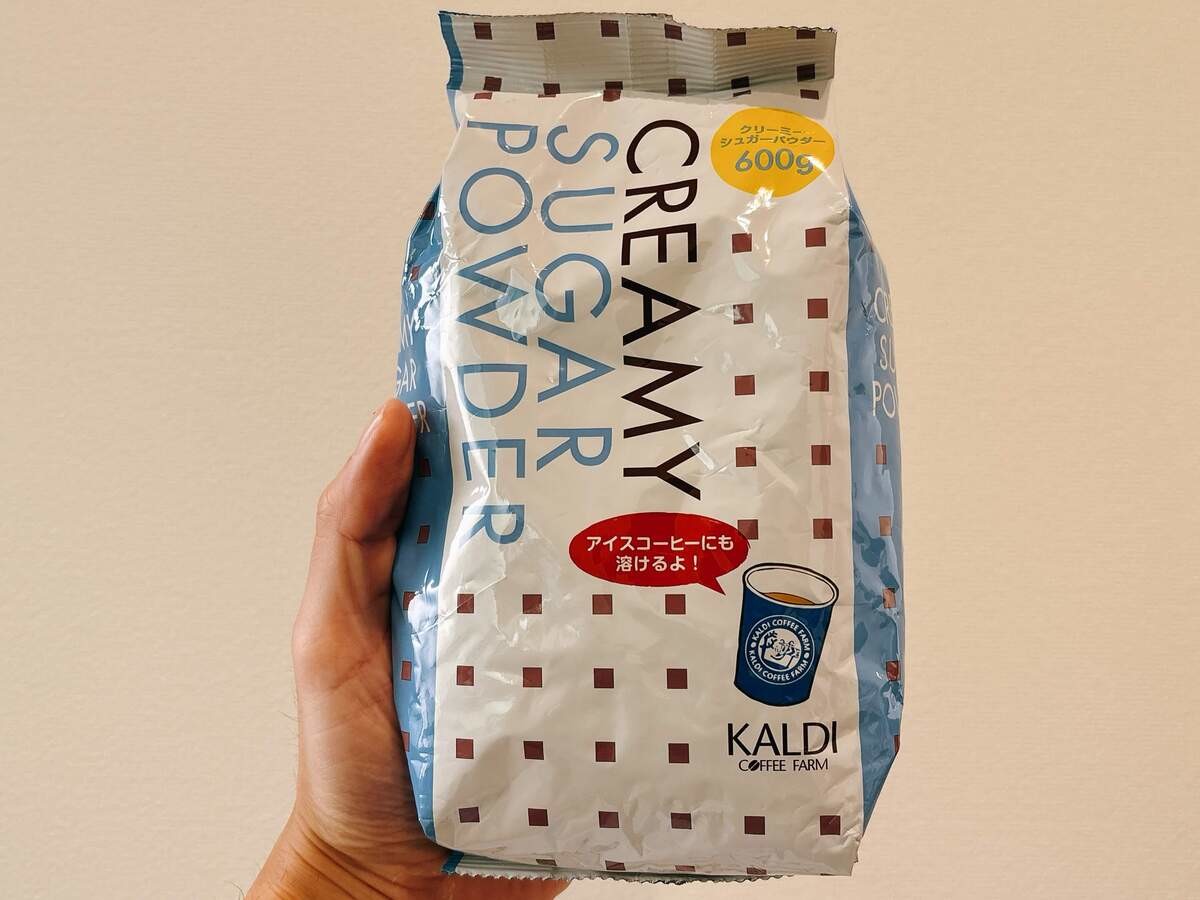 CREAMY
SUGAR
POWDER
クリーミー
シュガーパウダー
600g
アイスコーヒーにも
溶けるよ！
KALDI COFFEE FARM
KALDI COFFEE FARM
KALDI
COFFEE FARM